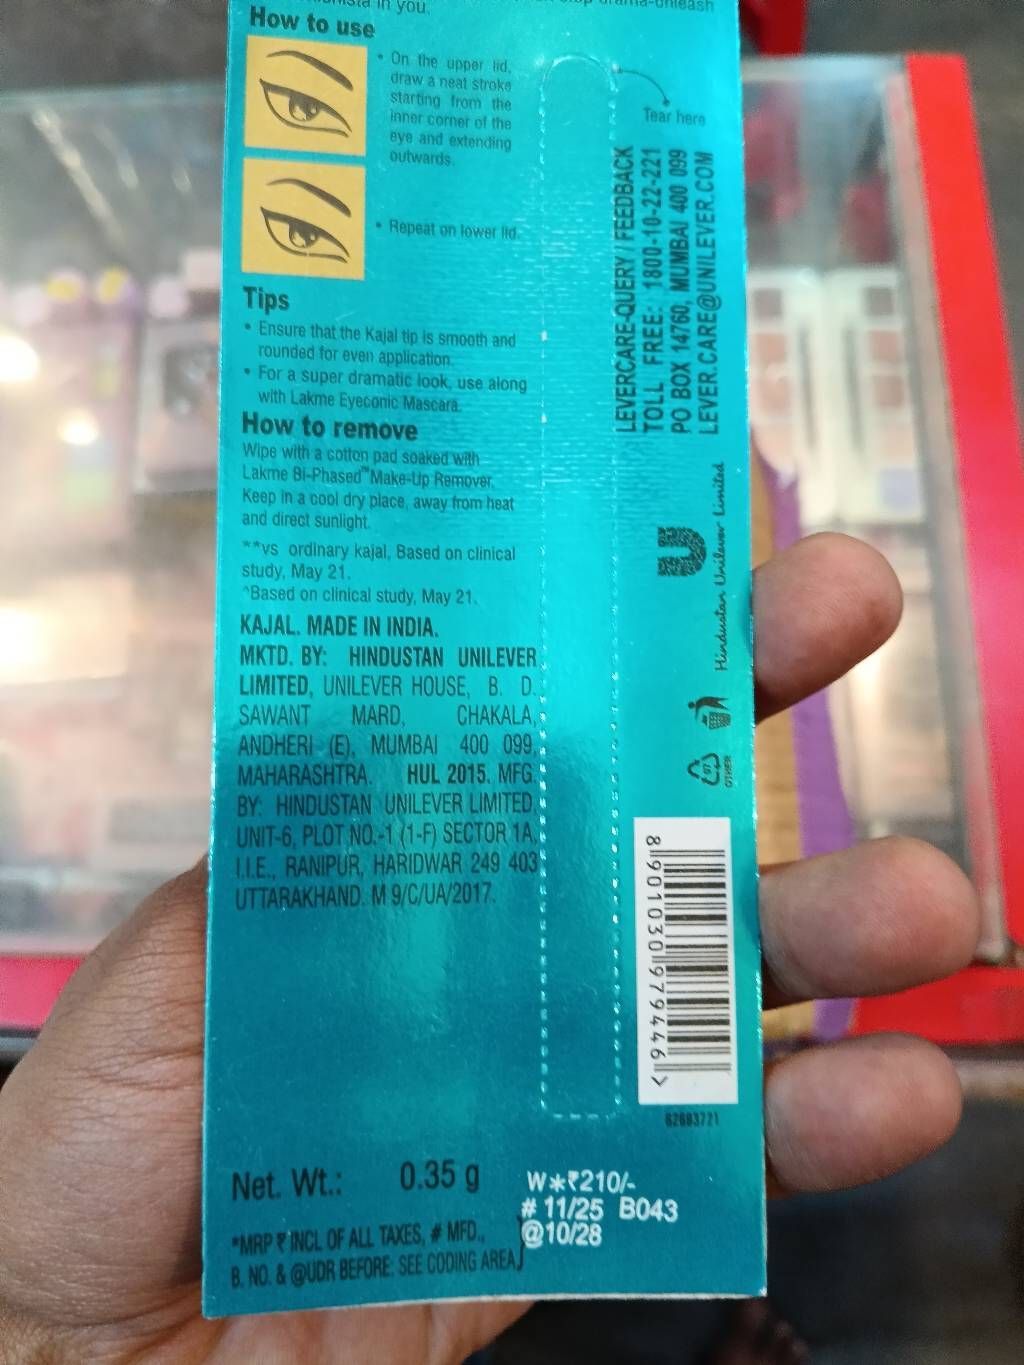 in you.
How to use
• On the upper lid,
draw a neat stroke
starting from the
inner corner of the
eye and extending
outwards.
• Repeat on lower lid.
Tips
• Ensure that the Kajal tip is smooth and
rounded for even application.
• For a super dramatic look, use along
with Lakme Eyeconic Mascara.
How to remove
Wipe with a cotton pad soaked with
Lakme Bi-Phased™ Make-Up Remover.
Keep in a cool dry place, away from heat
and direct sunlight.
**vs ordinary kajal, Based on clinical
study, May 21.
^Based on clinical study, May 21.
KAJAL. MADE IN INDIA.
MKTD. BY: HINDUSTAN UNILEVER
LIMITED, UNILEVER HOUSE, B. D.
SAWANT MARD, CHAKALA,
ANDHERI (E), MUMBAI 400 099,
MAHARASHTRA. HUL 2015. MFG.
BY: HINDUSTAN UNILEVER LIMITED,
UNIT-6, PLOT NO.-1 (1-F) SECTOR 1A,
I.I.E., RANIPUR, HARIDWAR 249 403
UTTARAKHAND. M 9/C/UA/2017.
Net. Wt.: 0.35 g
*MRP ₹ INCL OF ALL TAXES, # MFD.,
B. NO. & @UDR BEFORE: SEE CODING AREA
W*₹210/-
# 11/25 B043
@10/28
Tear here
LEVERCARE-QUERY / FEEDBACK
TOLL FREE: 1800-10-22-221
PO BOX 14760, MUMBAI 400 099
LEVER.CARE@UNILEVER.COM
Hindustan Unilever Limited
07
OTHER
8 901030 979446 >
62683721